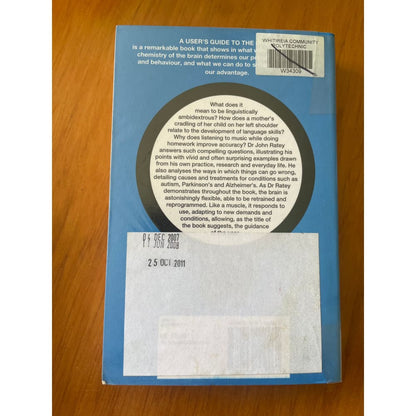 A USER'S GUIDE TO THE
WHITIREIA COMMUNITY
POLYTECHNIC
W34309
is a remarkable book that shows in what
chemistry of the brain determines our
and behaviour, and what we can do to
our advantage.
What does it
mean to be linguistically
ambidextrous? How does a mother's
cradling of her child on her left shoulder
relate to the development of language skills?
Why does listening to music while doing
homework improve accuracy? Dr John Ratey
answers such compelling questions, illustrating his
points with vivid and often surprising examples drawn
from his own practice, research and everyday life. He
also analyses the ways in which things can go wrong,
detailing causes and treatments for conditions such as
autism, Parkinson's and Alzheimer's. As Dr Ratey
demonstrates throughout the book, the brain is
astonishingly flexible, able to be retrained and
reprogrammed. Like a muscle, it responds to
use, adapting to new demands and
conditions, allowing, as the title of
the book suggests, the guidance
DEC 2007
JUN 2008
25 OCT 2011